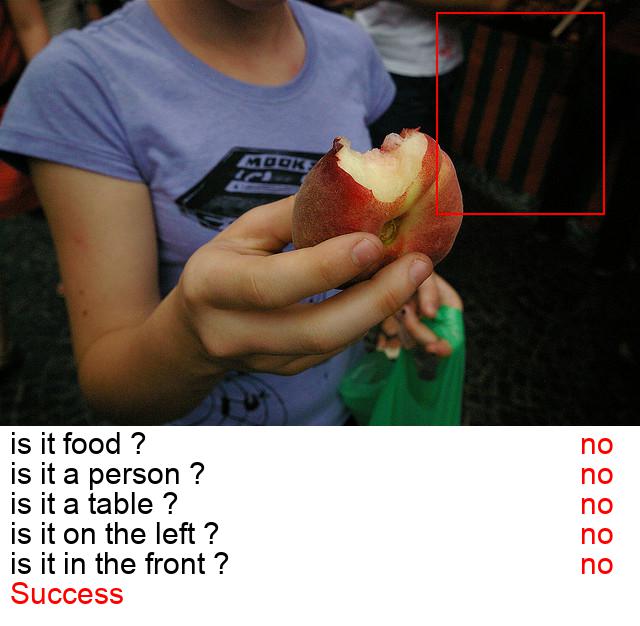 MOOKS
is it food ? no
is it a person ? no
is it a table ? no
is it on the left ? no
is it in the front ? no
Success